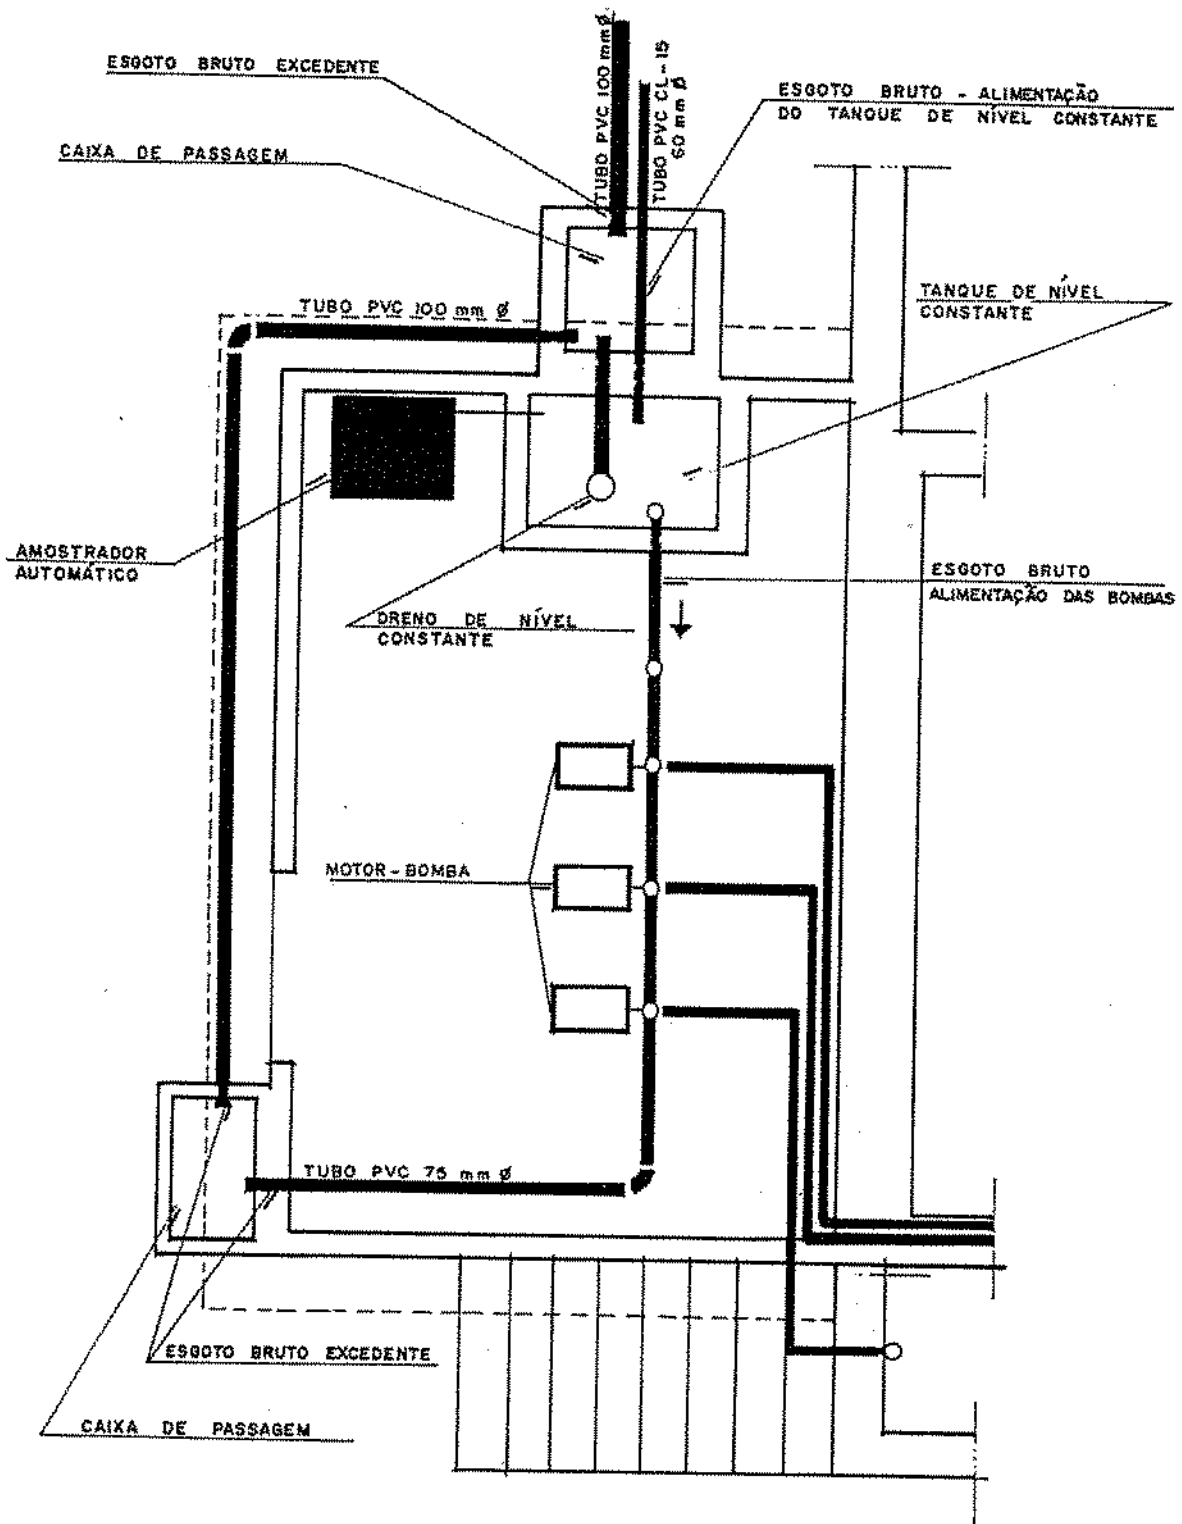 TUBO PVC 100 mm Ø
TUBO PVC CL-15
60 mm Ø
ESGOTO BRUTO EXCEDENTE
ESGOTO BRUTO - ALIMENTAÇÃO
DO TANQUE DE NÍVEL CONSTANTE
CAIXA DE PASSAGEM
TANQUE DE NÍVEL
CONSTANTE
TUBO PVC 100 mm Ø
AMOSTRADOR
AUTOMÁTICO
ESGOTO BRUTO
ALIMENTAÇÃO DAS BOMBAS
DRENO DE NÍVEL
CONSTANTE
MOTOR-BOMBA
TUBO PVC 75 mm Ø
ESGOTO BRUTO EXCEDENTE
CAIXA DE PASSAGEM